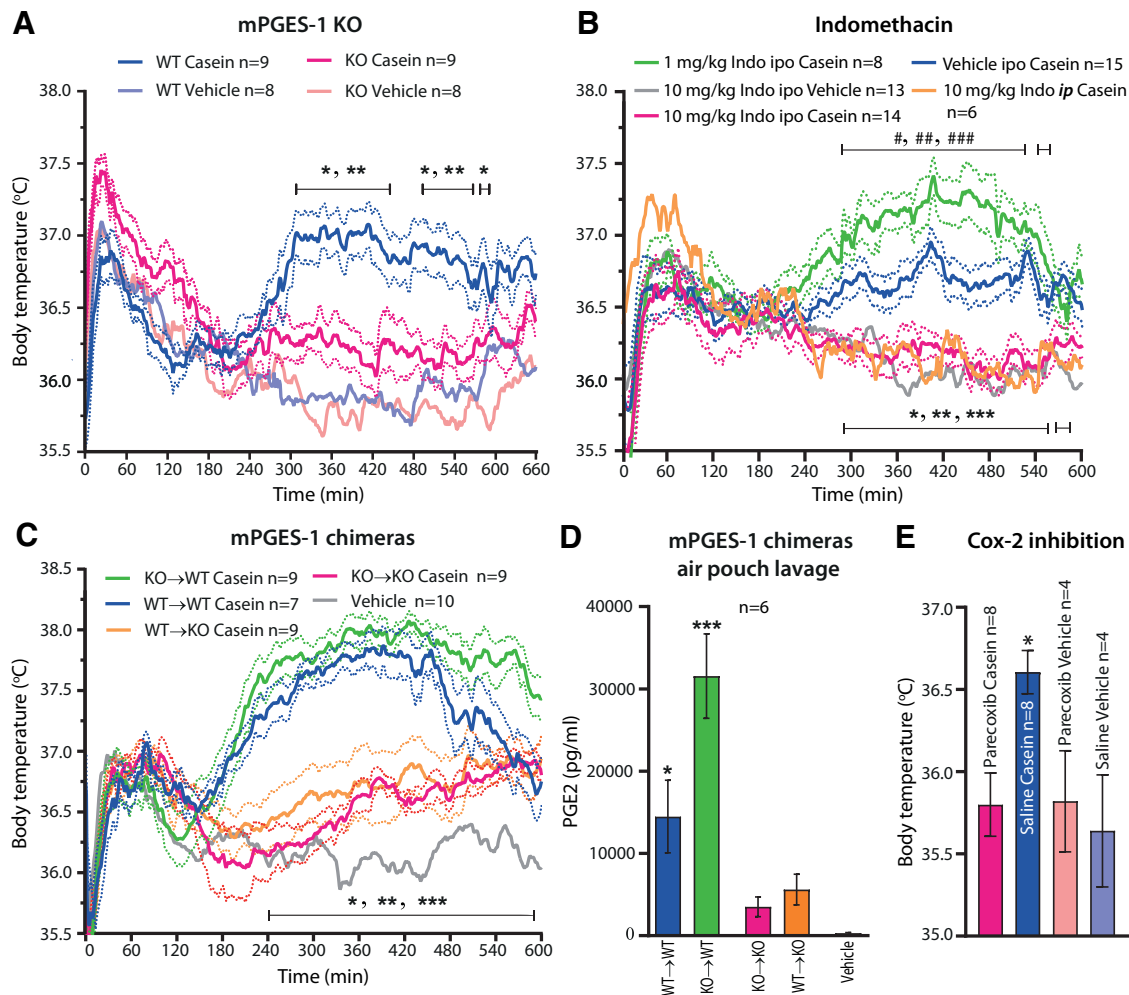 A
mPGES-1 KO
WT Casein n=9
KO Casein n=9
WT Vehicle n=8
KO Vehicle n=8
38.0
37.5
37.0
36.5
36.0
35.5
Body temperature (ºC)
*, **
*, **
*
0 60 120 180 240 300 360 420 480 540 600 660
Time (min)
B
Indomethacin
1 mg/kg Indo ipo Casein n=8
Vehicle ipo Casein n=15
10 mg/kg Indo ipo Vehicle n=13
10 mg/kg Indo ip Casein
n=6
10 mg/kg Indo ipo Casein n=14
#, ##, ###
38.0
37.5
37.0
36.5
36.0
35.5
Body temperature (ºC)
*, **, ***
0 60 120 180 240 300 360 420 480 540 600
Time (min)
C
mPGES-1 chimeras
KO→WT Casein n=9
KO→KO Casein n=9
WT→WT Casein n=7
Vehicle n=10
WT→KO Casein n=9
38.5
38.0
37.5
37.0
36.5
36.0
35.5
Body temperature (ºC)
*, **, ***
0 60 120 180 240 300 360 420 480 540 600
Time (min)
D
mPGES-1 chimeras
air pouch lavage
n=6
40000
30000
20000
10000
0
PGE2 (pg/ml)
*
***
WT→WT
KO→WT
KO→KO
WT→KO
Vehicle
E
Cox-2 inhibition
37.0
36.5
36.0
35.5
35.0
Body temperature (ºC)
Parecoxib Casein n=8
*
Saline Casein n=8
Parecoxib Vehicle n=4
Saline Vehicle n=4